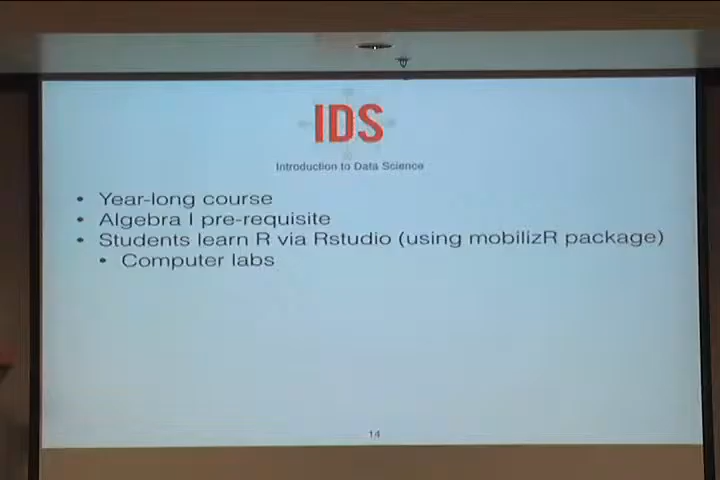 IDS
Introduction to Data Science
• Year-long course
• Algebra I pre-requisite
• Students learn R via Rstudio (using mobilizR package)
• Computer labs
14